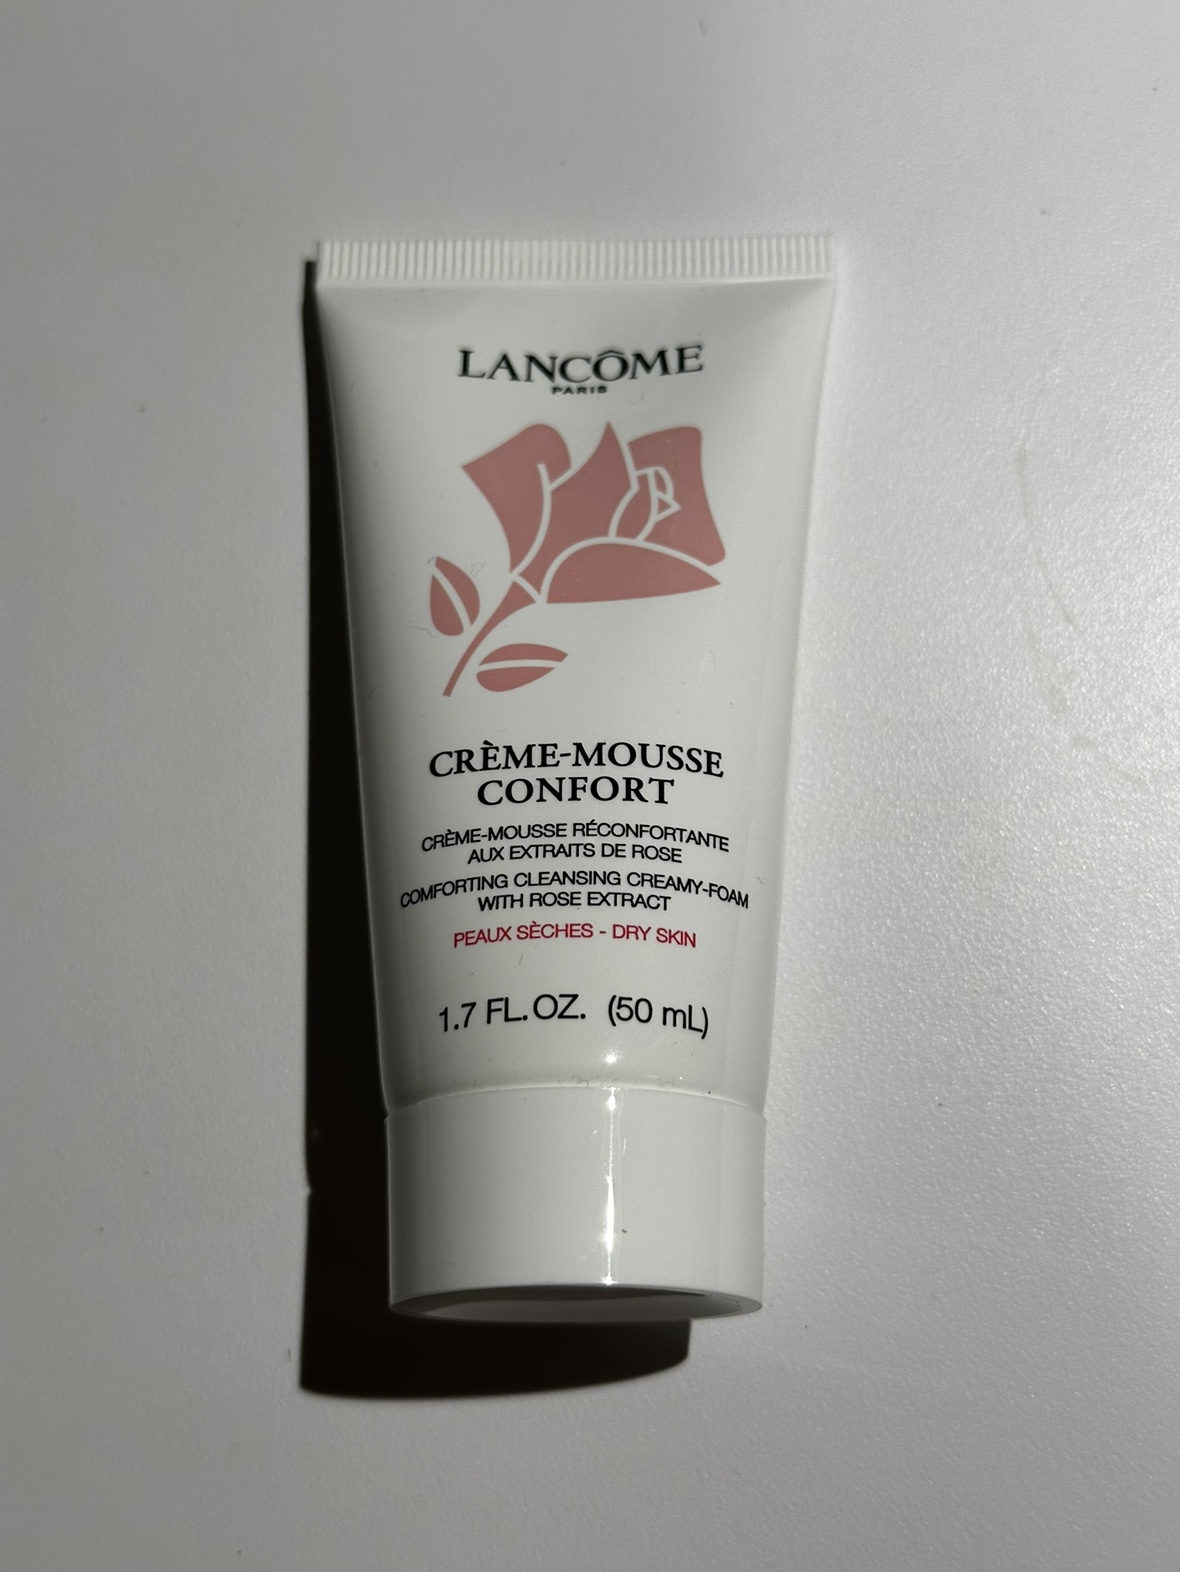 LANCÔME
PARIS
CRÈME-MOUSSE
CONFORT
CRÈME-MOUSSE RÉCONFORTANTE
AUX EXTRAITS DE ROSE
COMFORTING CLEANSING CREAMY-FOAM
WITH ROSE EXTRACT
PEAUX SÈCHES - DRY SKIN
1.7 FL.OZ. (50 mL)